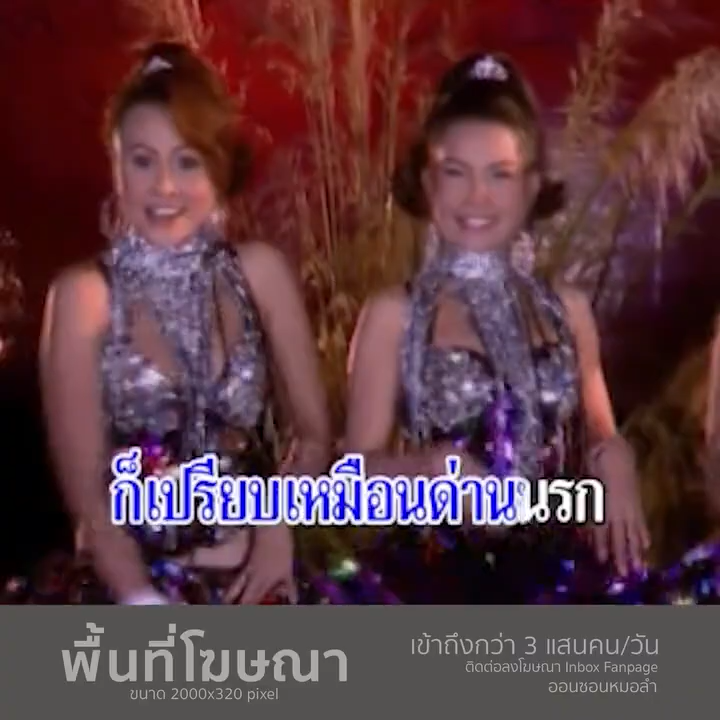 ก็เปรียบเหมือนด่านนรก
พื้นที่โฆษณา
ขนาด 2000x320 pixel
เข้าถึงกว่า 3 แสนคน/วัน
ติดต่อลงโฆษณา Inbox Fanpage
ออนซอนหมอลำ